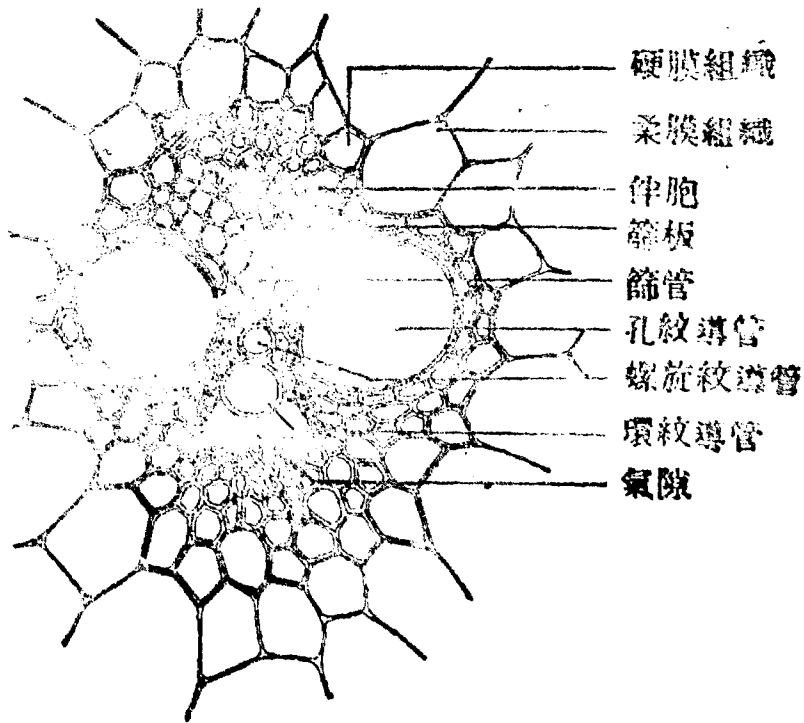 硬膜組織
柔膜組織
伴胞
篩板
篩管
孔紋導管
螺旋紋導管
環紋導管
氣隙